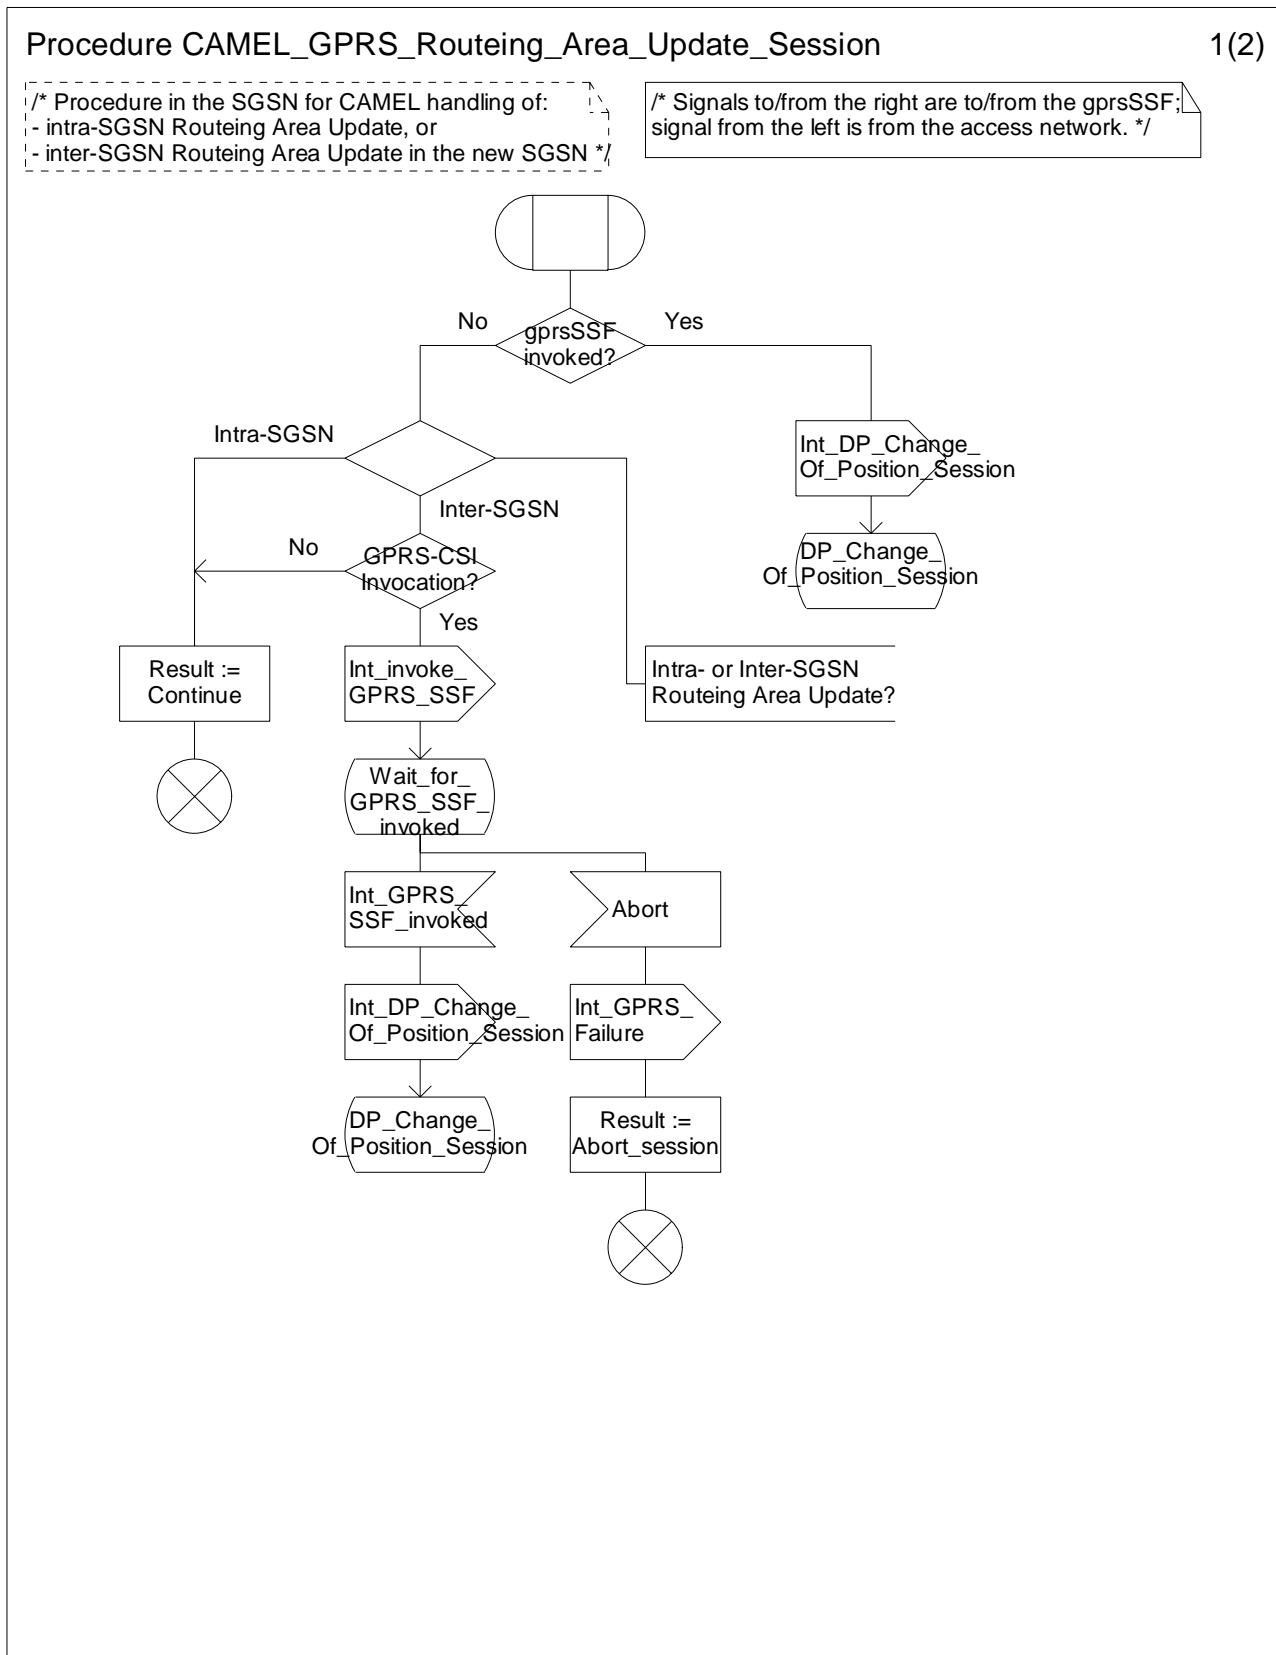 Procedure CAMEL_GPRS_Routeing_Area_Update_Session
1(2)
/* Procedure in the SGSN for CAMEL handling of:
- intra-SGSN Routeing Area Update, or
- inter-SGSN Routeing Area Update in the new SGSN */
/* Signals to/from the right are to/from the gprsSSF;
signal from the left is from the access network. */
No
gprsSSF
invoked?
Yes
Intra-SGSN
Int_DP_Change_
Of_Position_Session
Inter-SGSN
No
GPRS-CSI
Invocation?
DP_Change_
Of_Position_Session
Yes
Result :=
Continue
Int_invoke_
GPRS_SSF
Intra- or Inter-SGSN
Routeing Area Update?
Wait_for_
GPRS_SSF_
invoked
Int_GPRS_
SSF_invoked
Abort
Int_DP_Change_
Of_Position_Session
Int_GPRS_
Failure
DP_Change_
Of_Position_Session
Result :=
Abort_session